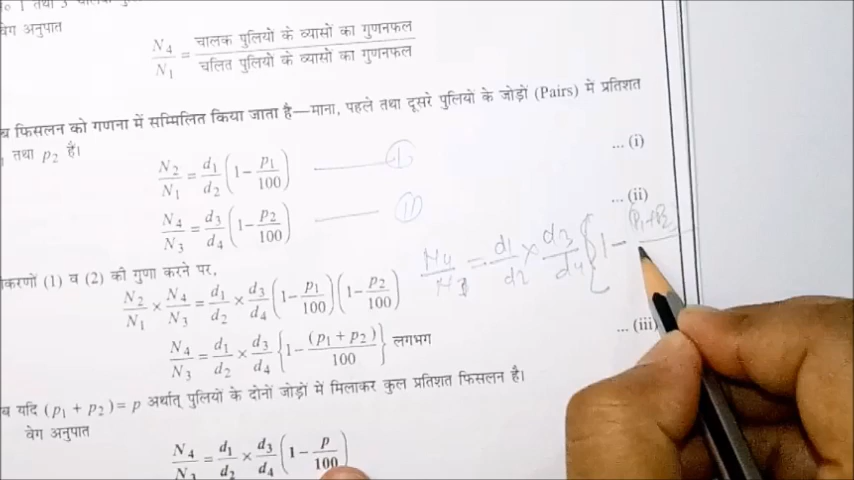 वेग अनुपात
N₄/N₁ = चालक पुलियों के व्यासों का गुणनफल / चलित पुलियों के व्यासों का गुणनफल
फिसलन को गणना में सम्मिलित किया जाता है—माना, पहले तथा दूसरे पुलियों के जोड़ों (Pairs) में प्रतिशत
तथा p₂ हैं।
N₂/N₁ = d₁/d₂ (1 − p₁/100) ... (i)
I
N₄/N₃ = d₃/d₄ (1 − p₂/100) ... (ii)
II
N₄/N = d₁/d₂ × d₃/d₄ {1 − (P₁+P₂)
(1) व (2) की गुणा करने पर,
N₂/N₁ × N₄/N₃ = d₁/d₂ × d₃/d₄ (1 − p₁/100)(1 − p₂/100)
N₄/N₃ = d₁/d₂ × d₃/d₄ {1 − (p₁ + p₂)/100} लगभग ... (iii)
यदि (p₁ + p₂) = p अर्थात् पुलियों के दोनों जोड़ों में मिलाकर कुल प्रतिशत फिसलन है।
वेग अनुपात
N₄/N₃ = d₁/d₂ × d₃/d₄ (1 − p/100)